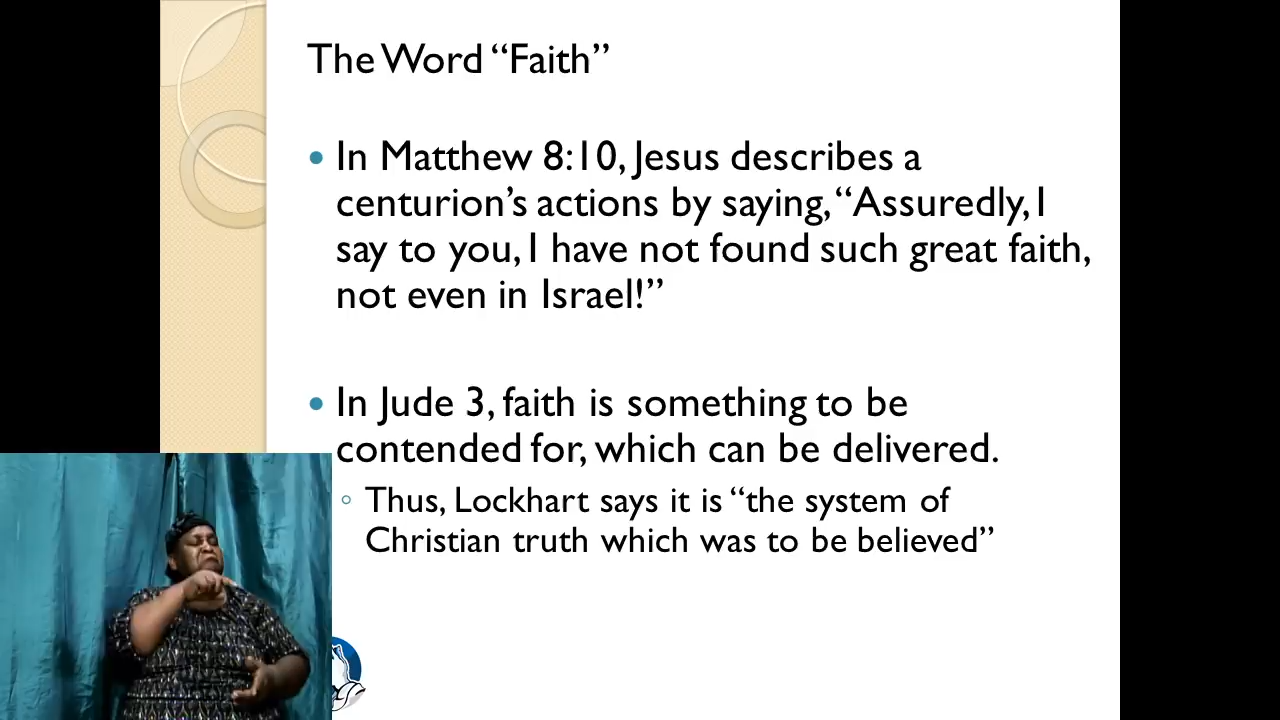 The Word “Faith”
In Matthew 8:10, Jesus describes a
centurion’s actions by saying, “Assuredly, I
say to you, I have not found such great faith,
not even in Israel!”
In Jude 3, faith is something to be
contended for, which can be delivered.
Thus, Lockhart says it is “the system of
Christian truth which was to be believed”